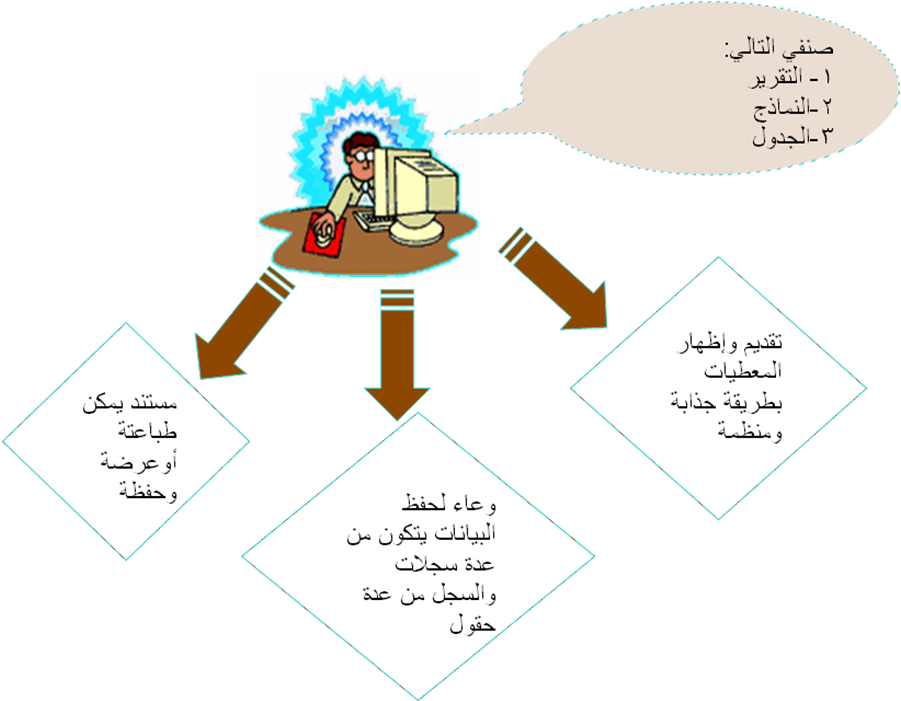 صنفي التالي:
١- التقرير
٢-النماذج
٣-الجدول
تقديم وإظهار
المعطيات
بطريقة جذابة
ومنظمة
وعاء لحفظ
البيانات يتكون من
عدة سجلات
والسجل من عدة
حقول
مستند يمكن
طباعتة
أوعرضة
وحفظة